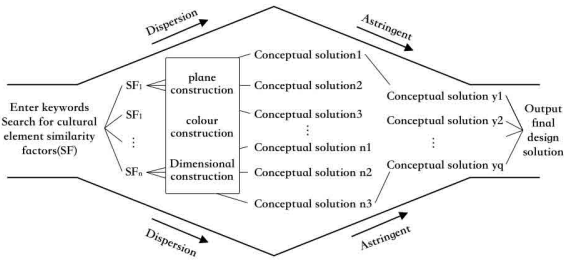 Dispersion
Astringent
Enter keywords
Search for cultural
element similarity
factors(SF)
SF1
SF1
⋮
SFn
plane
construction
colour
construction
Dimensional
construction
Conceptual solution1
Conceptual solution2
Conceptual solution3
⋮
Conceptual solution n1
Conceptual solution n2
Conceptual solution n3
Conceptual solution y1
Conceptual solution y2
⋮
Conceptual solution yq
Output
final
design
solution
Dispersion
Astringent